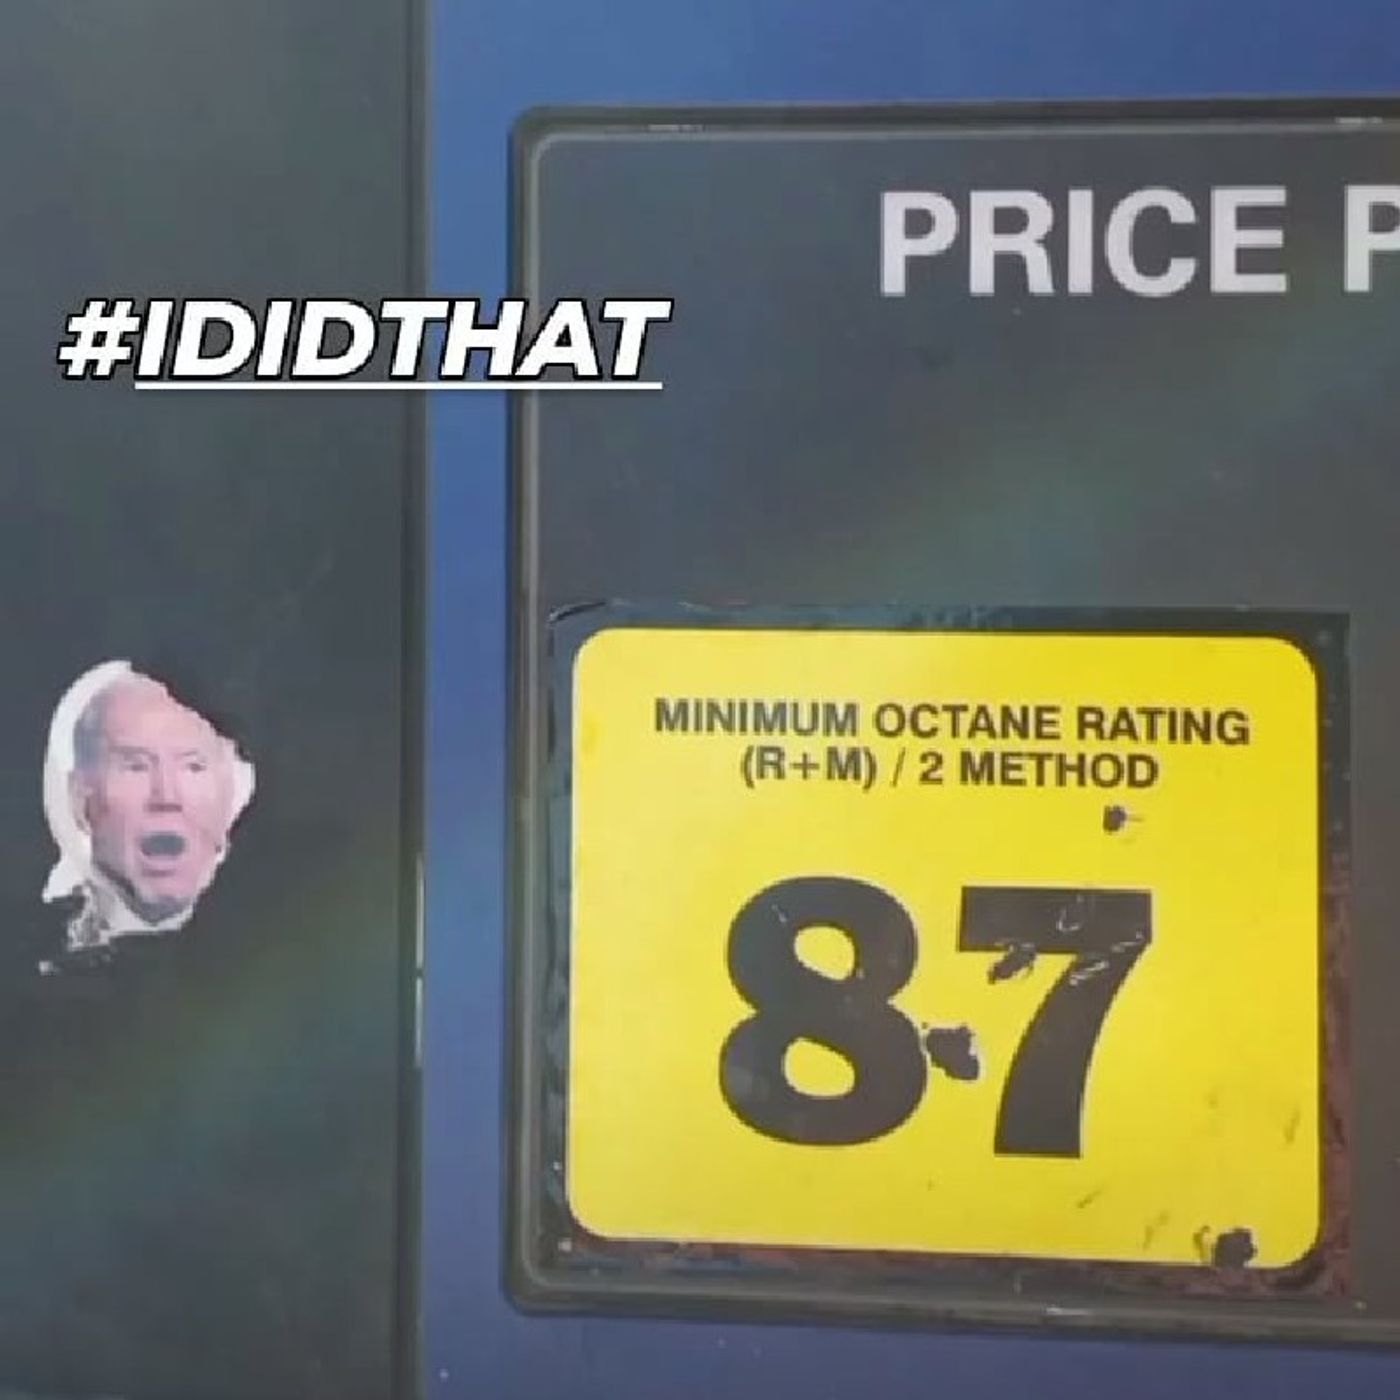 PRICE P
#IDIDTHAT
MINIMUM OCTANE RATING
(R+M) / 2 METHOD
87